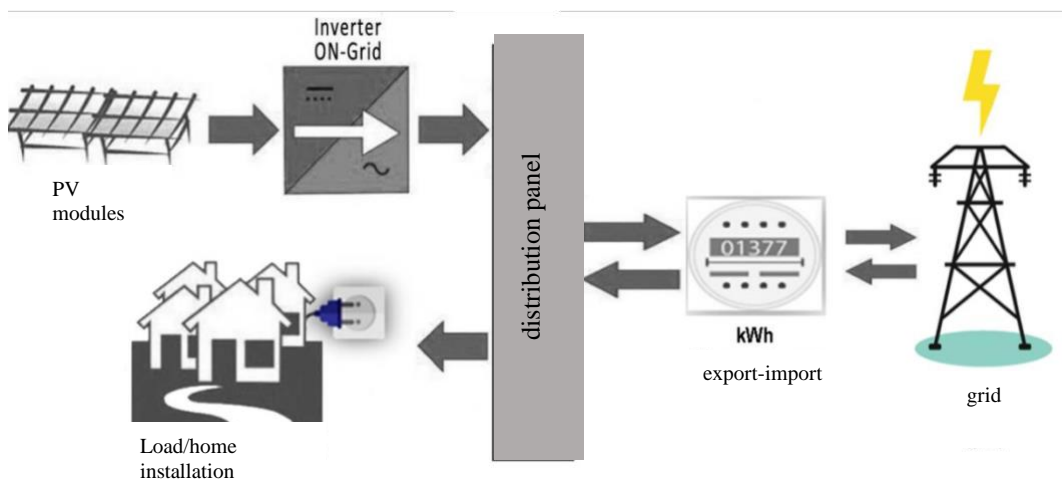 Inverter
ON-Grid
PV
modules
distribution panel
01377
kWh
export-import
grid
Load/home
installation